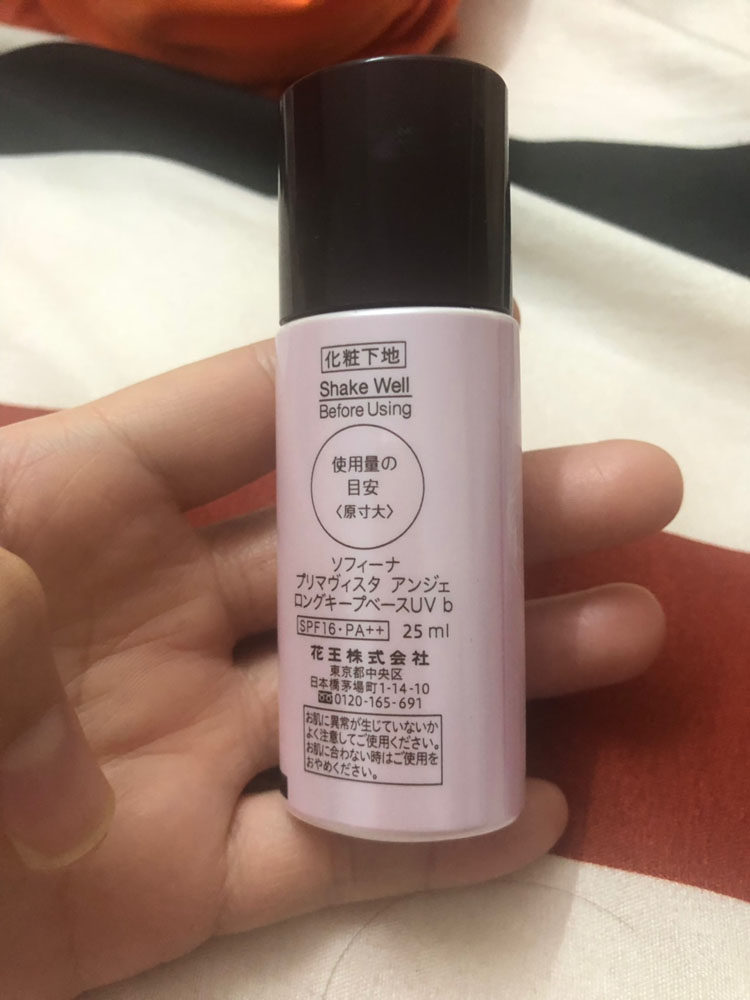 化粧下地
Shake Well
Before Using
使用量の
目安
〈原寸大〉
ソフィーナ
プリマヴィスタ アンジェ
ロングキープベースUV b
SPF16・PA++ 25 ml
花王株式会社
東京都中央区
日本橋茅場町1-14-10
0120-165-691
お肌に異常が生じていないか
よく注意してご使用ください。
お肌に合わない時はご使用を
おやめください。